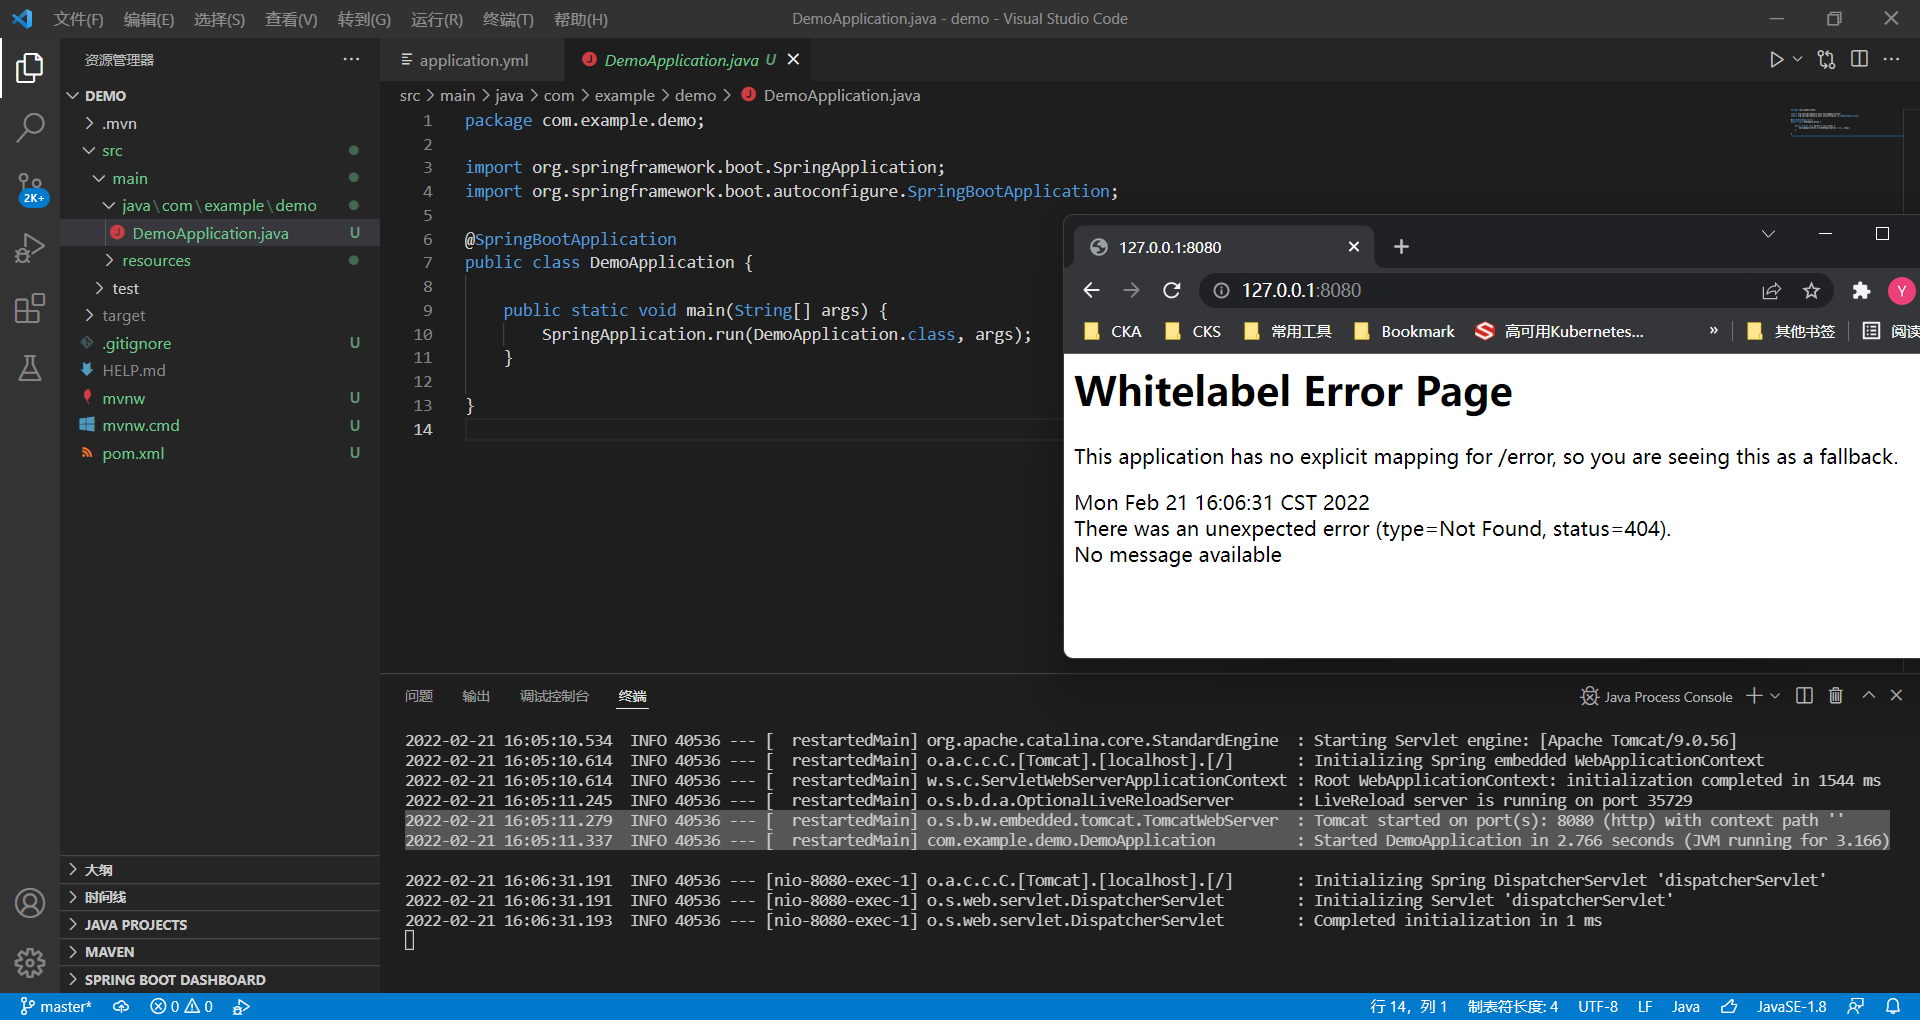 文件(F) 编辑(E) 选择(S) 查看(V) 转到(G) 运行(R) 终端(T) 帮助(H) DemoApplication.java - demo - Visual Studio Code
资源管理器
application.yml DemoApplication.java U
DEMO
.mvn
src
main
java\com\example\demo
DemoApplication.java U
resources
test
target
.gitignore U
HELP.md
mvnw U
mvnw.cmd U
pom.xml U
2K+
大纲
时间线
JAVA PROJECTS
MAVEN
SPRING BOOT DASHBOARD
src > main > java > com > example > demo > DemoApplication.java
1 package com.example.demo;
2
3 import org.springframework.boot.SpringApplication;
4 import org.springframework.boot.autoconfigure.SpringBootApplication;
5
6 @SpringBootApplication
7 public class DemoApplication {
8
9 public static void main(String[] args) {
10 SpringApplication.run(DemoApplication.class, args);
11 }
12
13 }
14
127.0.0.1:8080
127.0.0.1:8080
Y
CKA CKS 常用工具 Bookmark 高可用Kubernetes... » 其他书签 阅读
Whitelabel Error Page
This application has no explicit mapping for /error, so you are seeing this as a fallback.
Mon Feb 21 16:06:31 CST 2022
There was an unexpected error (type=Not Found, status=404).
No message available
问题 输出 调试控制台 终端 Java Process Console
2022-02-21 16:05:10.534 INFO 40536 --- [ restartedMain] org.apache.catalina.core.StandardEngine : Starting Servlet engine: [Apache Tomcat/9.0.56]
2022-02-21 16:05:10.614 INFO 40536 --- [ restartedMain] o.a.c.c.C.[Tomcat].[localhost].[/] : Initializing Spring embedded WebApplicationContext
2022-02-21 16:05:10.614 INFO 40536 --- [ restartedMain] w.s.c.ServletWebServerApplicationContext : Root WebApplicationContext: initialization completed in 1544 ms
2022-02-21 16:05:11.245 INFO 40536 --- [ restartedMain] o.s.b.d.a.OptionalLiveReloadServer : LiveReload server is running on port 35729
2022-02-21 16:05:11.279 INFO 40536 --- [ restartedMain] o.s.b.w.embedded.tomcat.TomcatWebServer : Tomcat started on port(s): 8080 (http) with context path ''
2022-02-21 16:05:11.337 INFO 40536 --- [ restartedMain] com.example.demo.DemoApplication : Started DemoApplication in 2.766 seconds (JVM running for 3.166)
2022-02-21 16:06:31.191 INFO 40536 --- [nio-8080-exec-1] o.a.c.c.C.[Tomcat].[localhost].[/] : Initializing Spring DispatcherServlet 'dispatcherServlet'
2022-02-21 16:06:31.191 INFO 40536 --- [nio-8080-exec-1] o.s.web.servlet.DispatcherServlet : Initializing Servlet 'dispatcherServlet'
2022-02-21 16:06:31.193 INFO 40536 --- [nio-8080-exec-1] o.s.web.servlet.DispatcherServlet : Completed initialization in 1 ms
master* 0 0 行 14，列 1 制表符长度: 4 UTF-8 LF Java JavaSE-1.8